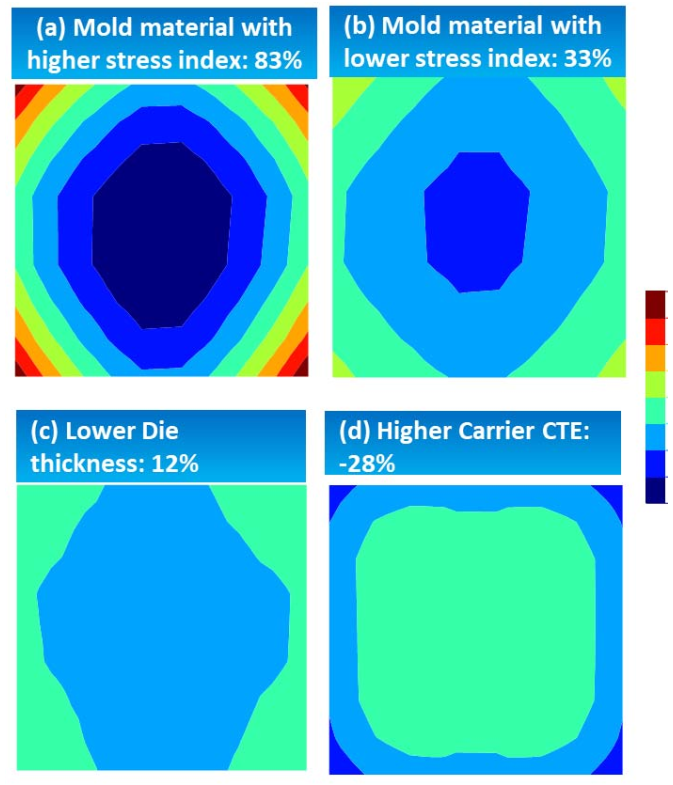 (a) Mold material with
higher stress index: 83%
(b) Mold material with
lower stress index: 33%
(c) Lower Die
thickness: 12%
(d) Higher Carrier CTE:
-28%